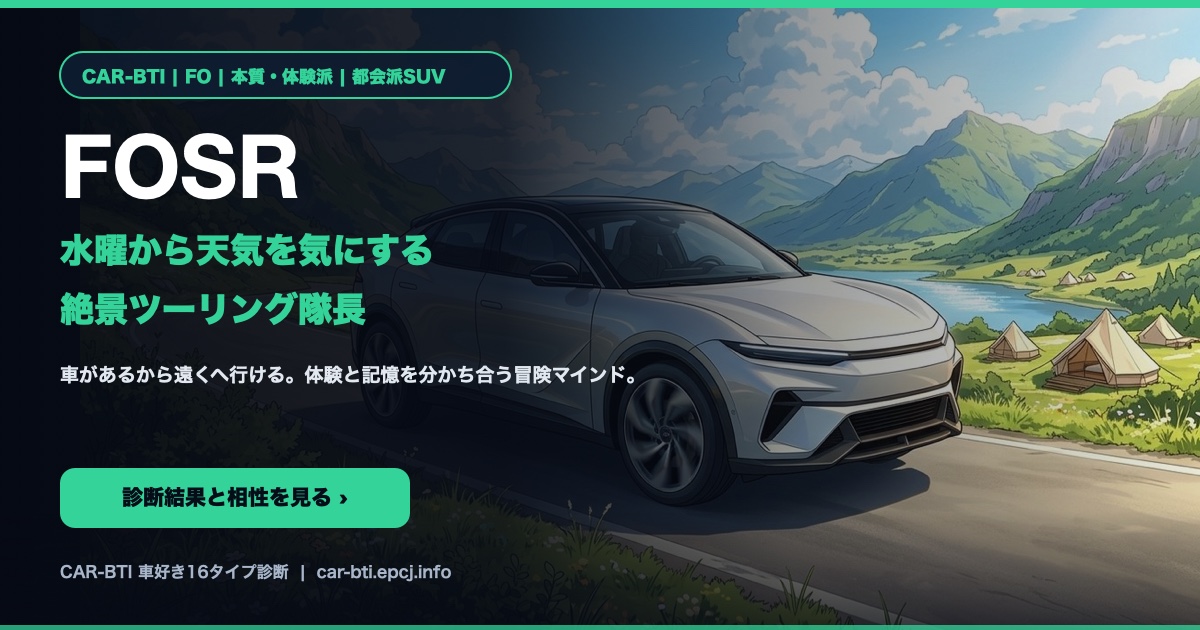 CAR-BTI | FO | 本質・体験派 | 都会派SUV
FOSR
水曜から天気を気にする
絶景ツーリング隊長
車があるから遠くへ行ける。体験と記憶を分かち合う冒険マインド。
診断結果と相性を見る ›
CAR-BTI 車好き16タイプ診断 | car-bti.epcj.info